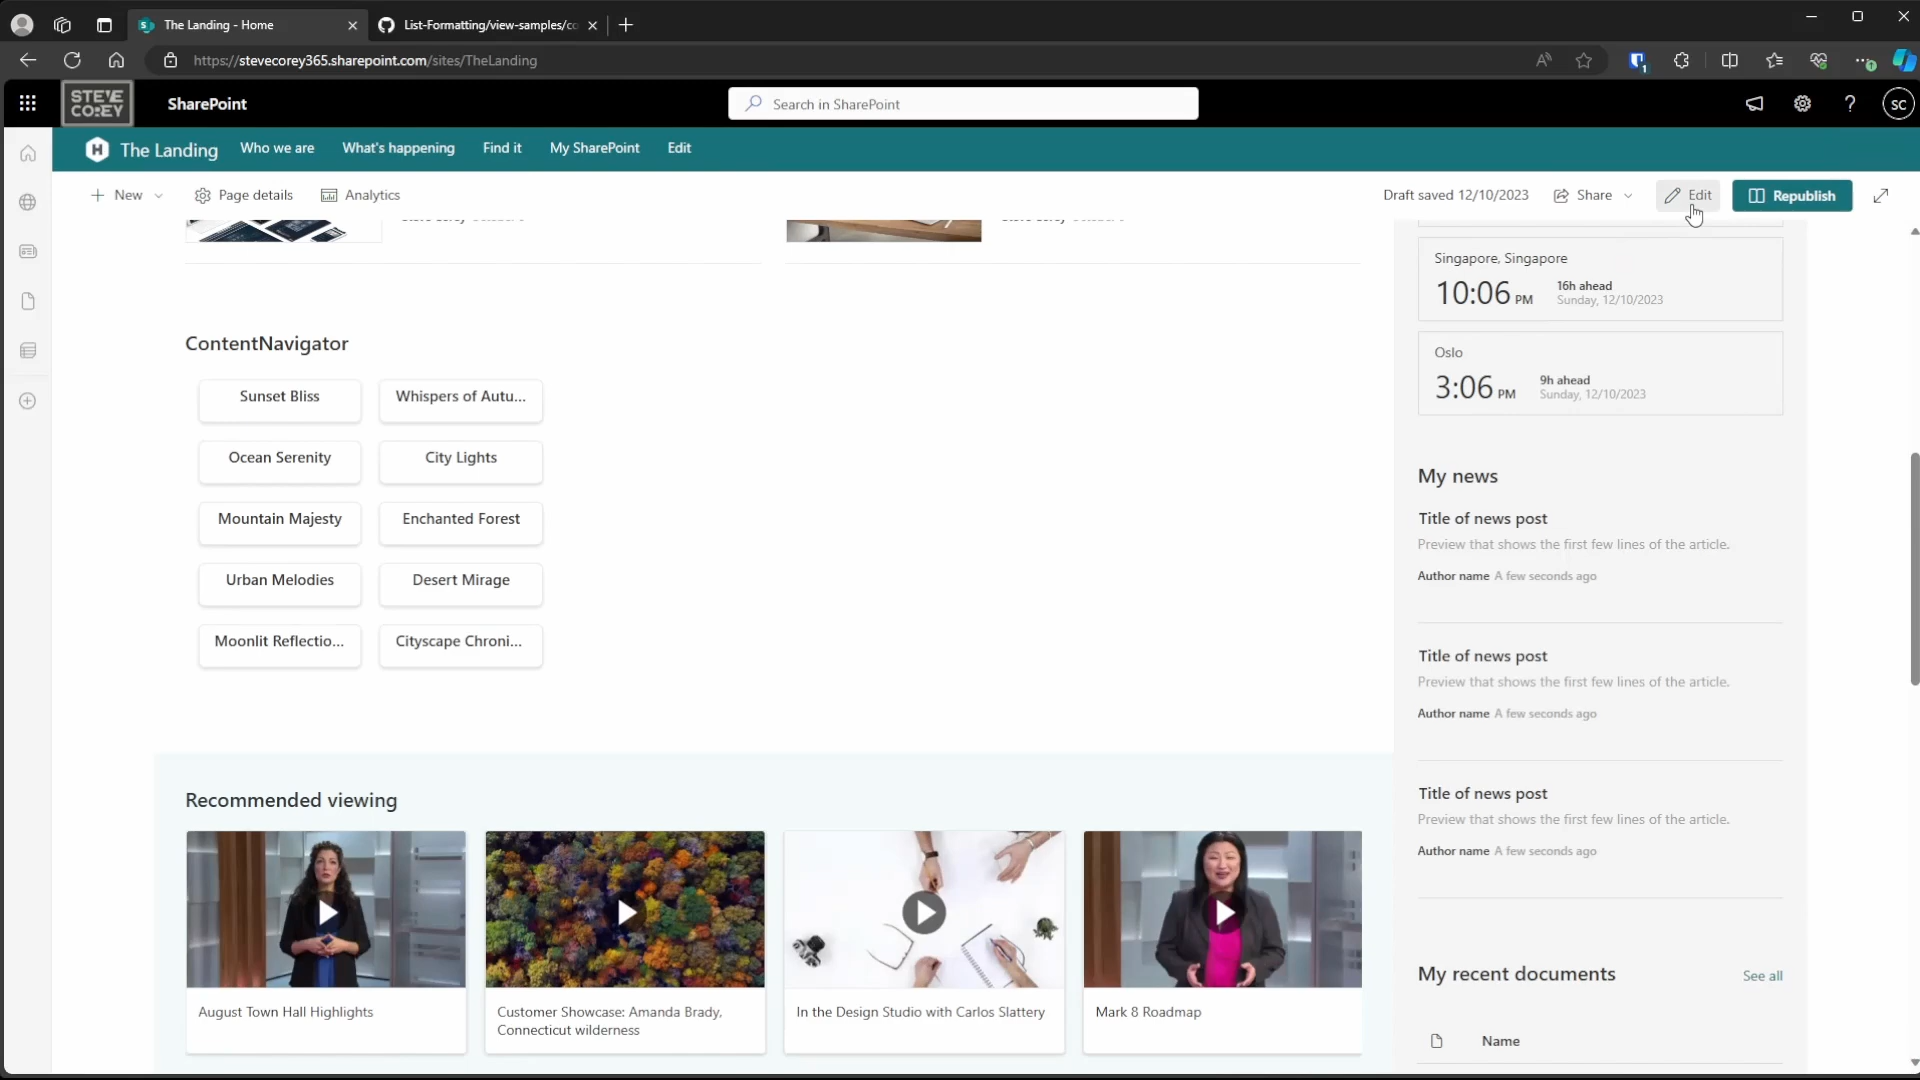 The Landing - Home
List-Formatting/view-samples/co
https://stevecorey365.sharepoint.com/sites/TheLanding
STEVE
COREY
SharePoint
Search in SharePoint
SC
The Landing
Who we are
What's happening
Find it
My SharePoint
Edit
New
Page details
Analytics
Draft saved 12/10/2023
Share
Edit
Republish
Singapore, Singapore
10:06 PM
16h ahead
Sunday, 12/10/2023
Oslo
3:06 PM
9h ahead
Sunday, 12/10/2023
ContentNavigator
Sunset Bliss
Whispers of Autu...
Ocean Serenity
City Lights
Mountain Majesty
Enchanted Forest
Urban Melodies
Desert Mirage
Moonlit Reflectio...
Cityscape Chroni...
My news
Title of news post
Preview that shows the first few lines of the article.
Author name A few seconds ago
Title of news post
Preview that shows the first few lines of the article.
Author name A few seconds ago
Title of news post
Preview that shows the first few lines of the article.
Author name A few seconds ago
Recommended viewing
August Town Hall Highlights
Customer Showcase: Amanda Brady,
Connecticut wilderness
In the Design Studio with Carlos Slattery
Mark 8 Roadmap
My recent documents
See all
Name